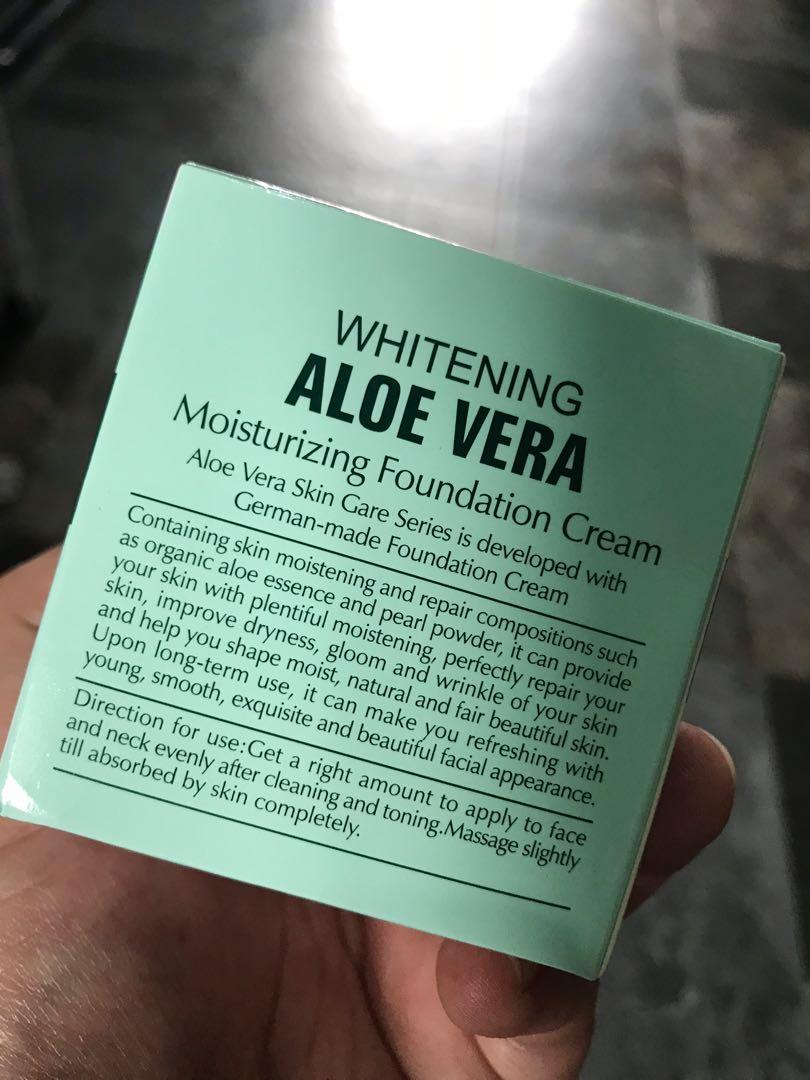 WHITENING
ALOE VERA
Moisturizing Foundation Cream
Aloe Vera Skin Care Series is developed with
German-made Foundation Cream
Containing skin moistening and repair compositions such
as organic aloe essence and pearl powder, it can provide
your skin with plentiful moistening, perfectly repair your
skin, improve dryness, gloom and wrinkle of your skin
and help you shape moist, natural and fair beautiful skin.
Upon long-term use, it can make you refreshing with
young, smooth, exquisite and beautiful facial appearance.
Direction for use:Get a right amount to apply to face
and neck evenly after cleaning and toning.Massage slightly
till absorbed by skin completely.